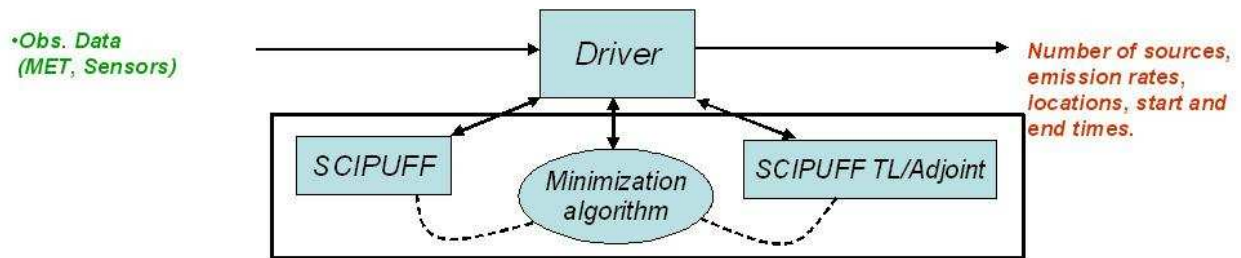 •Obs. Data
(MET, Sensors)
Driver
Number of sources,
emission rates,
locations, start and
end times.
SCIPUFF
Minimization
algorithm
SCIPUFF TL/Adjoint